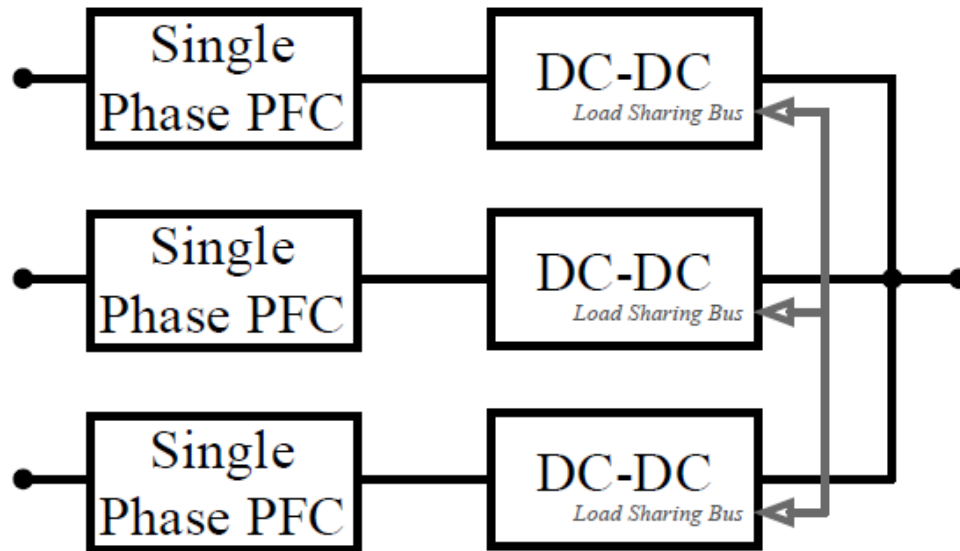 Single
Phase PFC
DC-DC
Load Sharing Bus
Single
Phase PFC
DC-DC
Load Sharing Bus
Single
Phase PFC
DC-DC
Load Sharing Bus